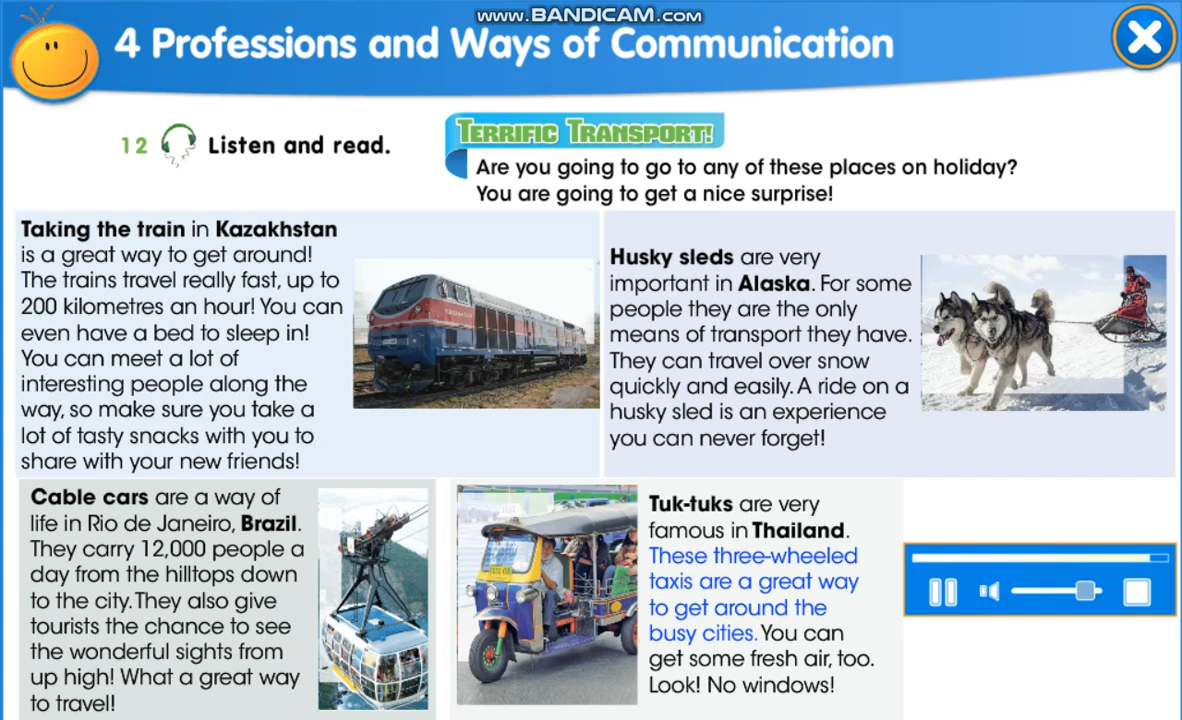 www.BANDICAM.com
4 Professions and Ways of Communication
12 Listen and read.
TERRIFIC TRANSPORT!
Are you going to go to any of these places on holiday?
You are going to get a nice surprise!
Taking the train in Kazakhstan
is a great way to get around!
The trains travel really fast, up to
200 kilometres an hour! You can
even have a bed to sleep in!
You can meet a lot of
interesting people along the
way, so make sure you take a
lot of tasty snacks with you to
share with your new friends!
Husky sleds are very
important in Alaska. For some
people they are the only
means of transport they have.
They can travel over snow
quickly and easily. A ride on a
husky sled is an experience
you can never forget!
Cable cars are a way of
life in Rio de Janeiro, Brazil.
They carry 12,000 people a
day from the hilltops down
to the city. They also give
tourists the chance to see
the wonderful sights from
up high! What a great way
to travel!
Tuk-tuks are very
famous in Thailand.
These three-wheeled
taxis are a great way
to get around the
busy cities. You can
get some fresh air, too.
Look! No windows!